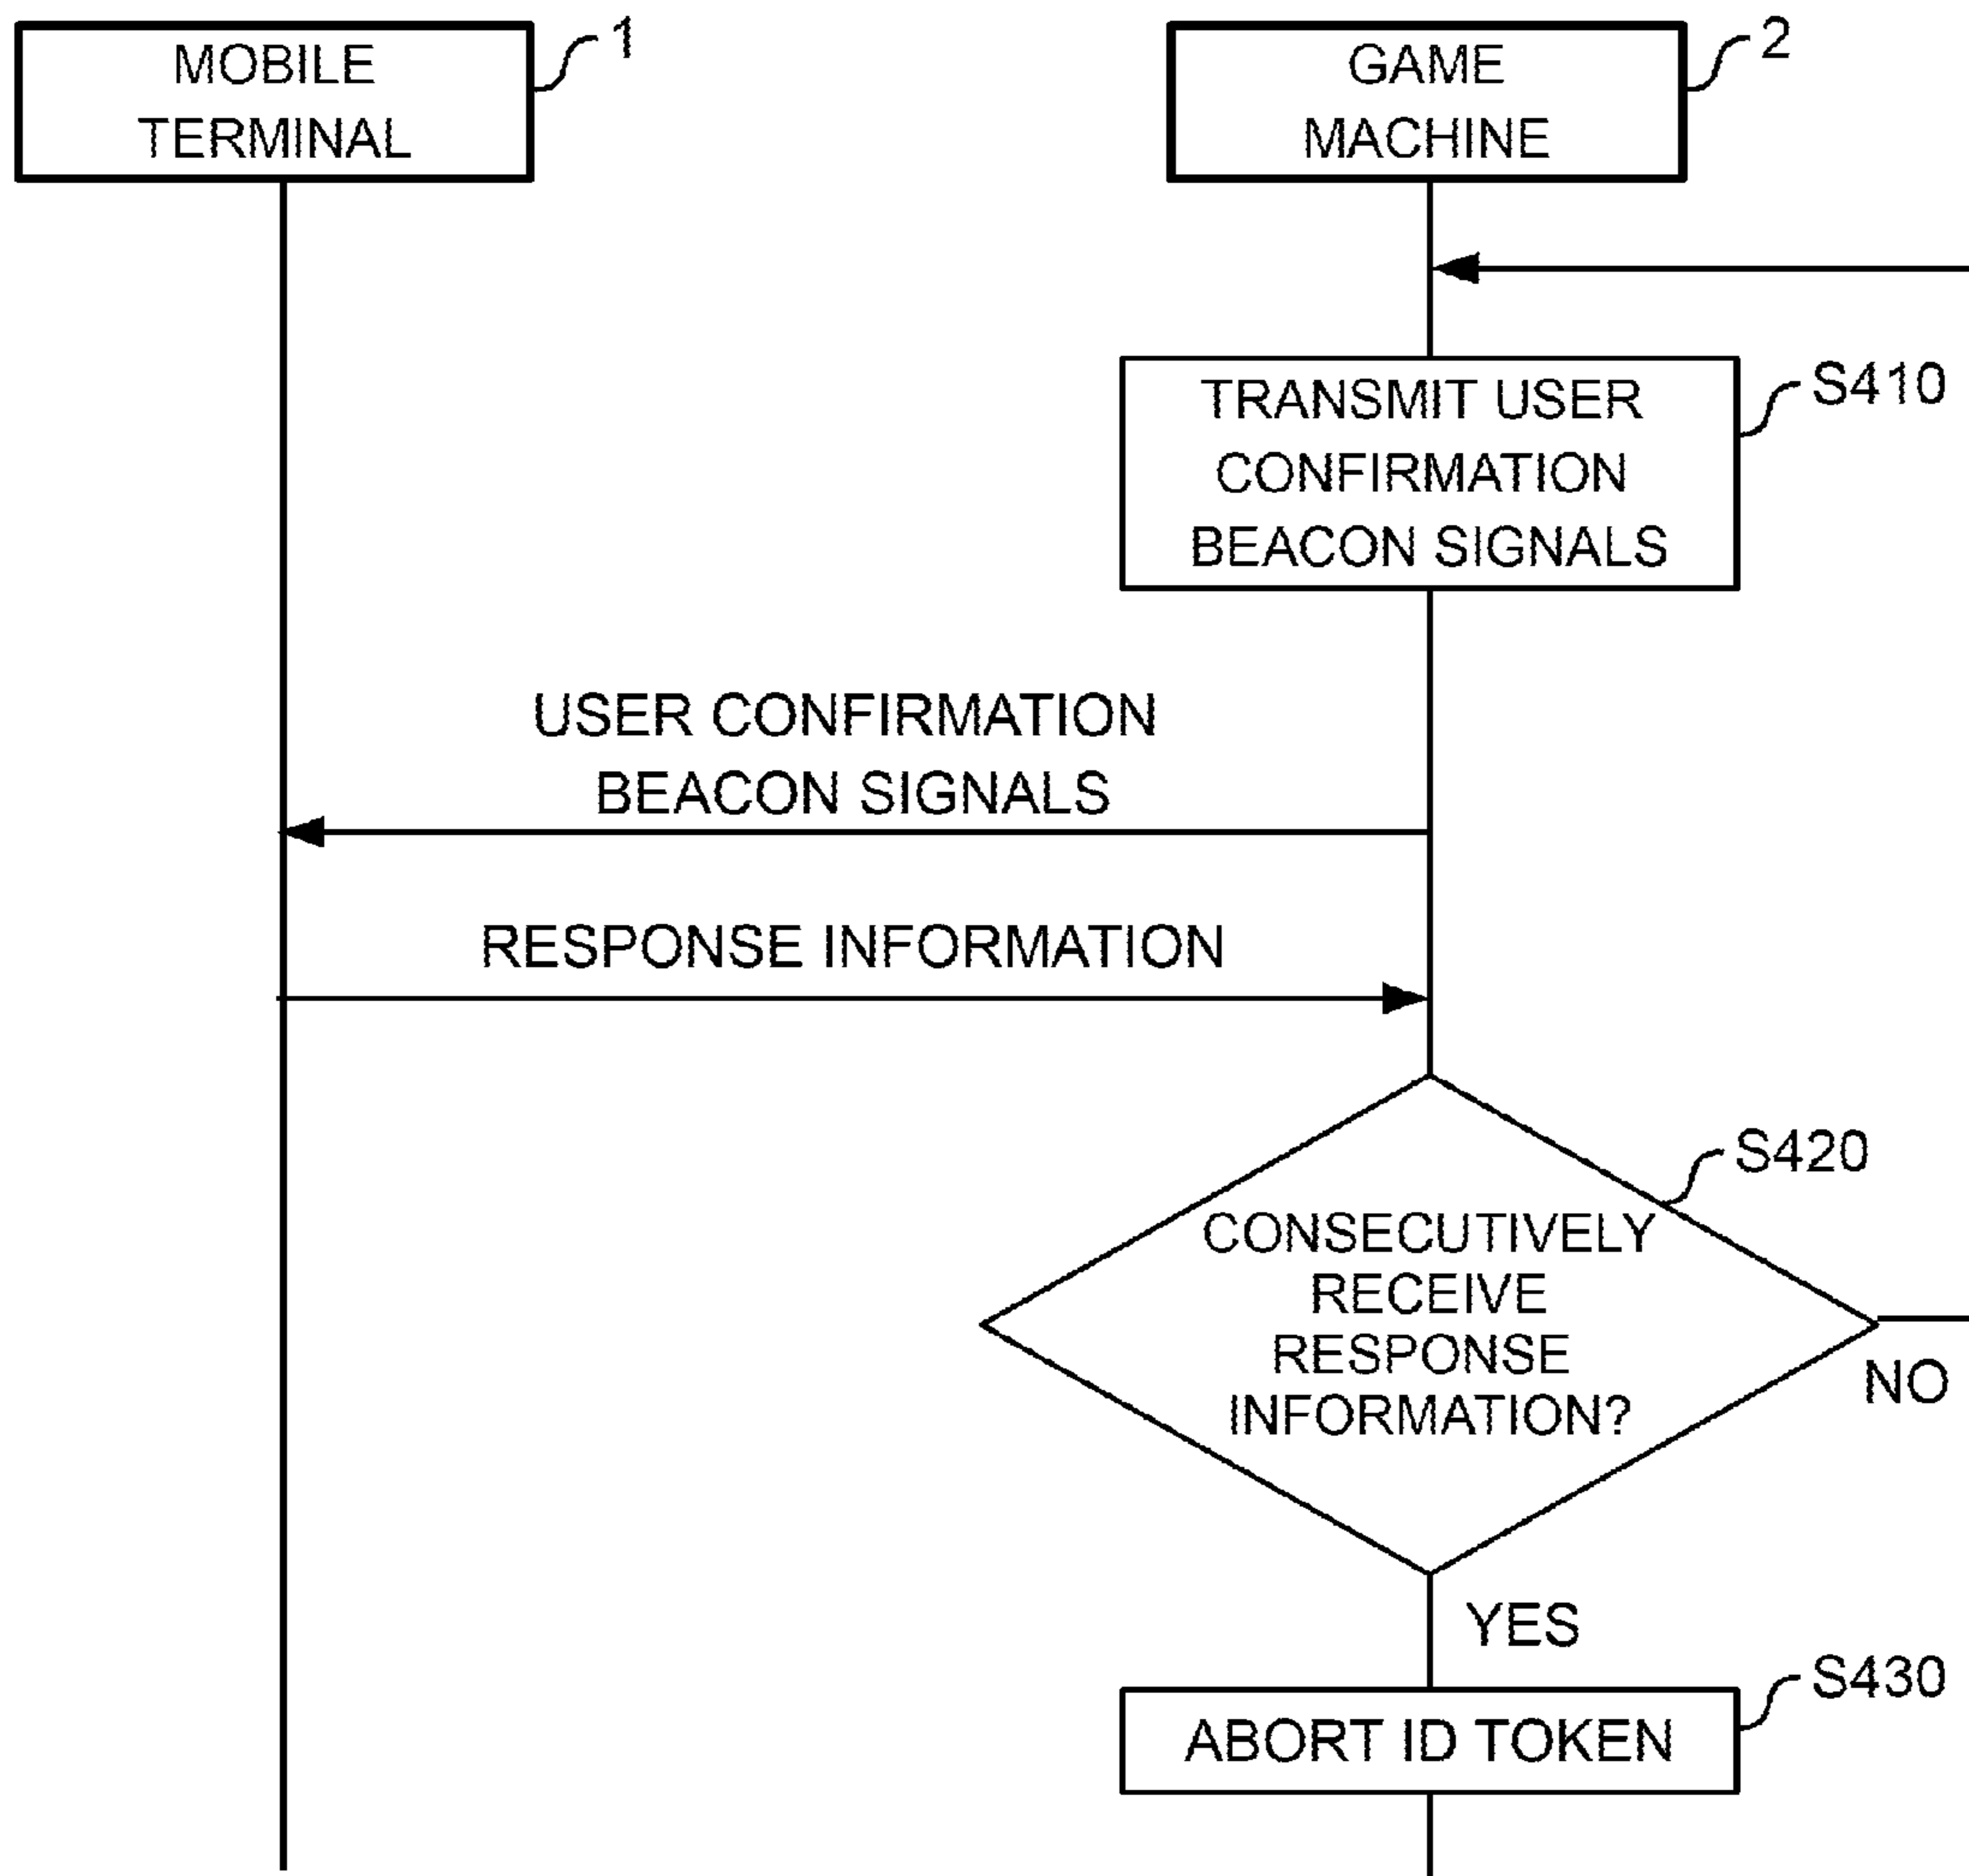 MOBILE
TERMINAL
1
GAME
MACHINE
2
TRANSMIT USER
CONFIRMATION
BEACON SIGNALS
S410
USER CONFIRMATION
BEACON SIGNALS
RESPONSE INFORMATION
S420
CONSECUTIVELY
RECEIVE
RESPONSE
INFORMATION?
NO
YES
S430
ABORT ID TOKEN